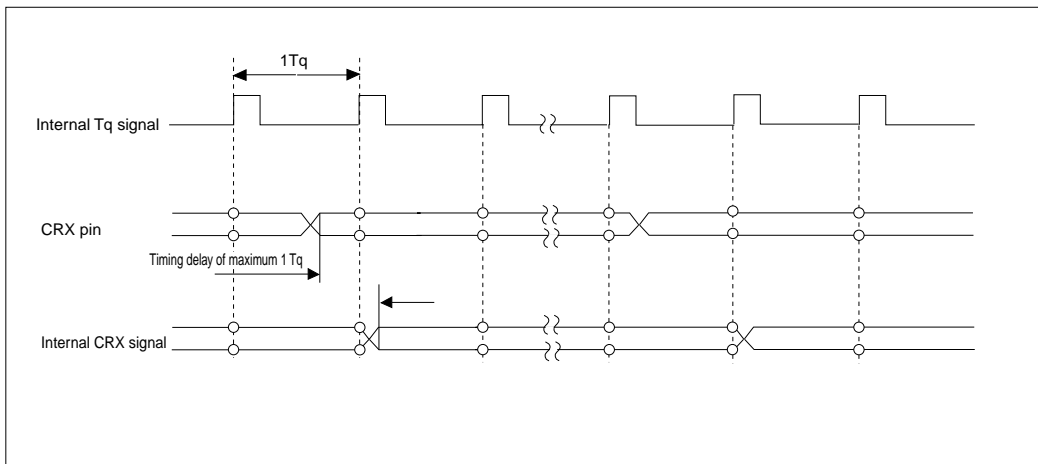 1Tq
Internal Tq signal
CRX pin
Timing delay of maximum 1 Tq
Internal CRX signal